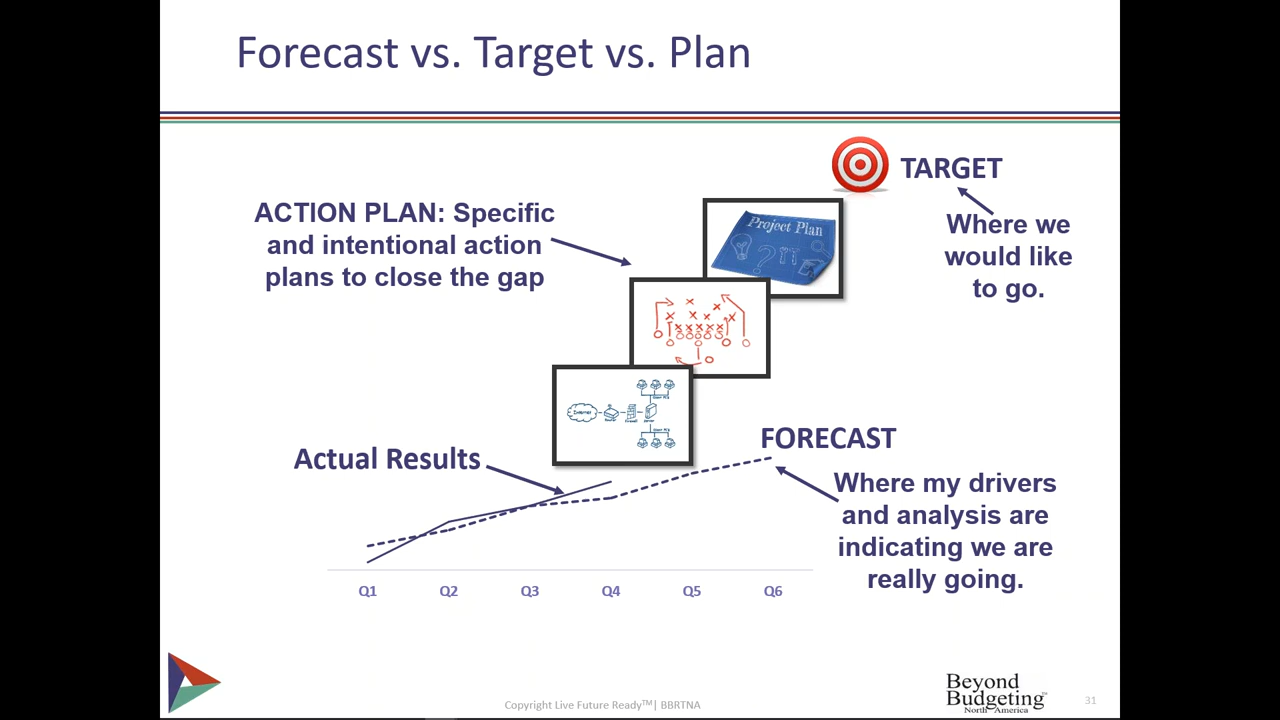 Forecast vs. Target vs. Plan
TARGET
ACTION PLAN: Specific
and intentional action
plans to close the gap
Where we
would like
to go.
Project Plan
Internet
Actual Results
FORECAST
Where my drivers
and analysis are
indicating we are
really going.
Q1 Q2 Q3 Q4 Q5 Q6
Copyright Live Future Ready™| BBRTNA
Beyond
Budgeting™
North America
31